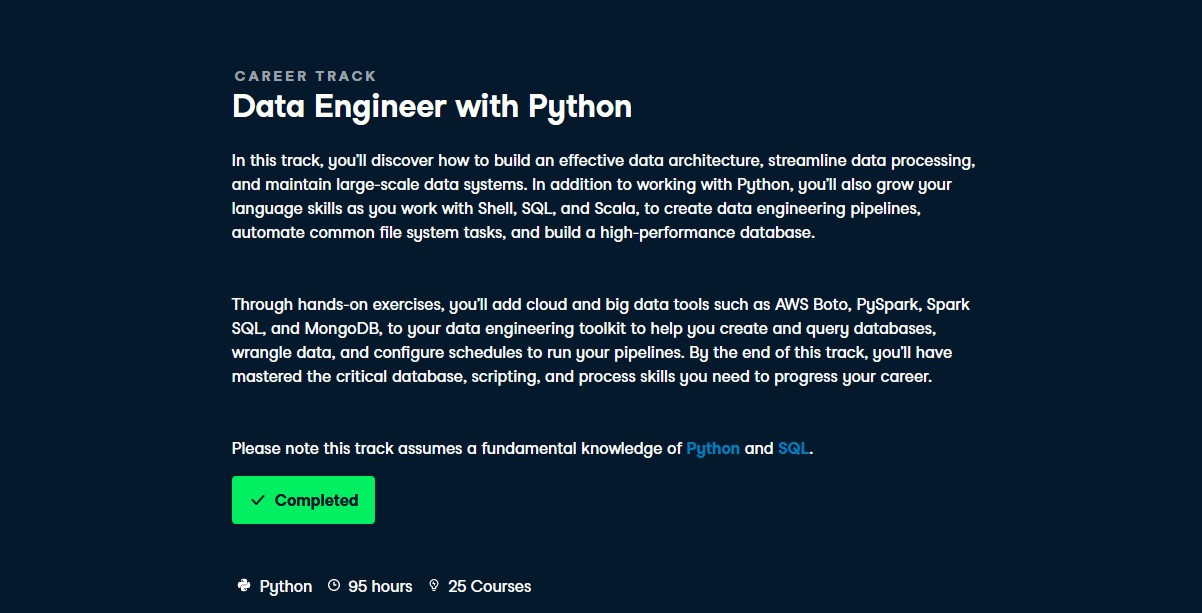 CAREER TRACK
Data Engineer with Python
In this track, you'll discover how to build an effective data architecture, streamline data processing,
and maintain large-scale data systems. In addition to working with Python, you'll also grow your
language skills as you work with Shell, SQL, and Scala, to create data engineering pipelines,
automate common file system tasks, and build a high-performance database.
Through hands-on exercises, you'll add cloud and big data tools such as AWS Boto, PySpark, Spark
SQL, and MongoDB, to your data engineering toolkit to help you create and query databases,
wrangle data, and configure schedules to run your pipelines. By the end of this track, you'll have
mastered the critical database, scripting, and process skills you need to progress your career.
Please note this track assumes a fundamental knowledge of Python and SQL.
Completed
Python 95 hours 25 Courses